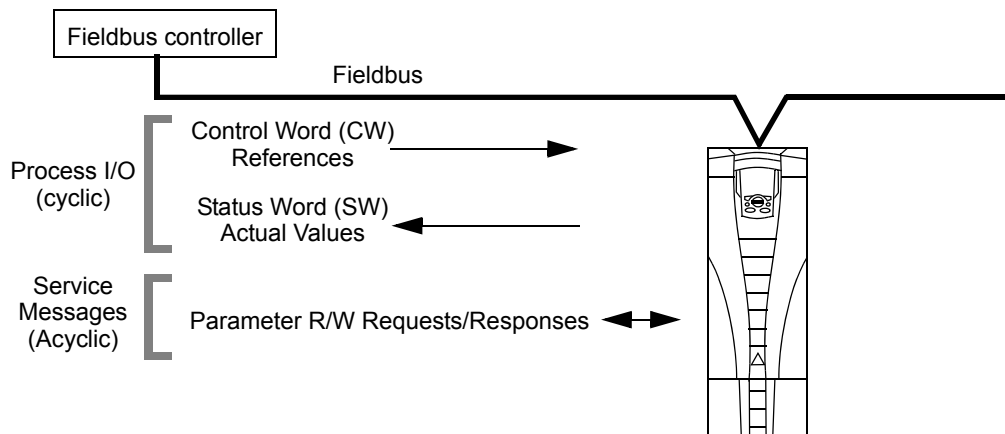 Fieldbus controller
Fieldbus
Control Word (CW)
References
Process I/O
(cyclic)
Status Word (SW)
Actual Values
Service
Messages
(Acyclic)
Parameter R/W Requests/Responses